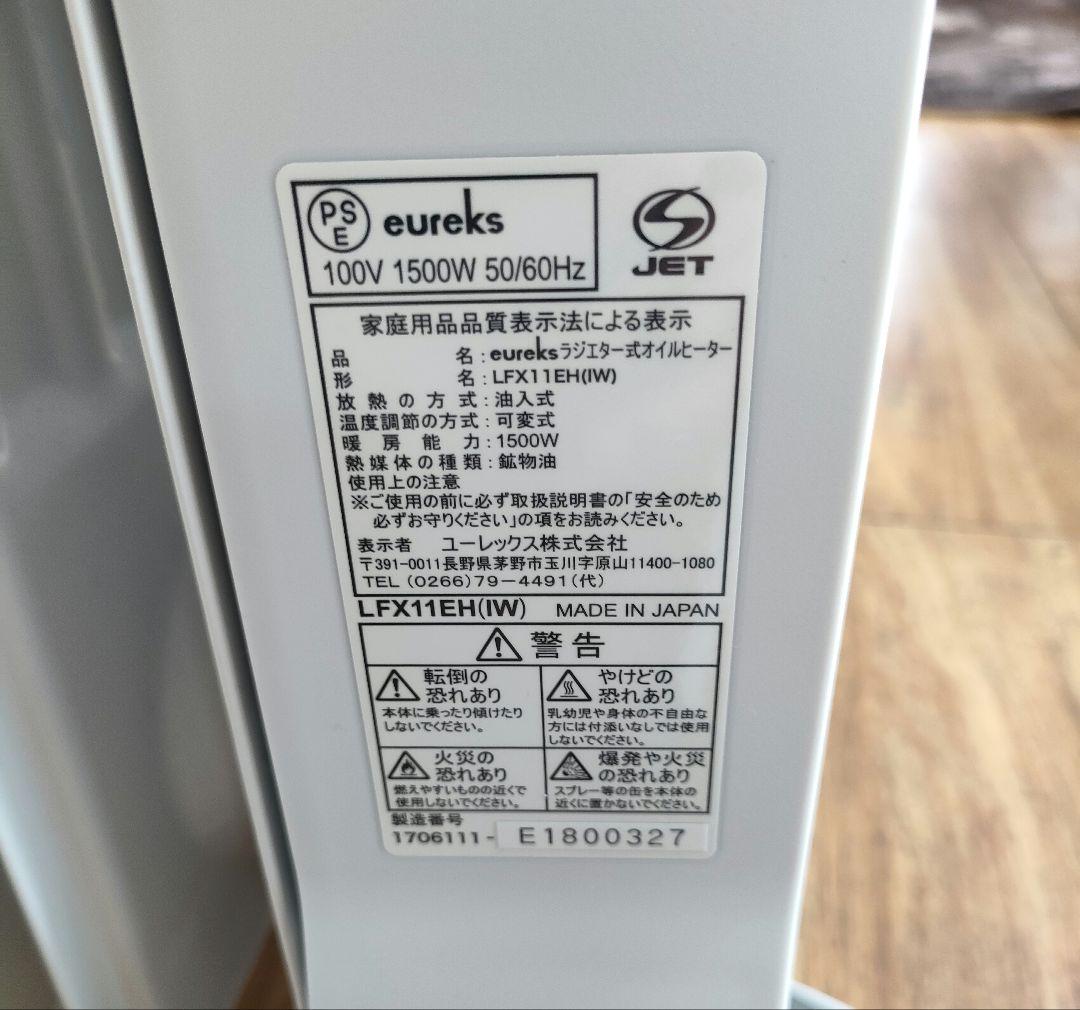 PSE eureks
100V 1500W 50/60Hz
JET
家庭用品品質表示法による表示
品名:eureksラジエター式オイルヒーター
形名:LFX11EH(IW)
放熱の方式:油入式
温度調節の方式:可変式
暖房能力:1500W
熱媒体の種類:鉱物油
使用上の注意
※ご使用の前に必ず取扱説明書の「安全のため
必ずお守りください」の項をお読みください。
表示者 ユーレックス株式会社
〒391-0011長野県茅野市玉川字原山11400-1080
TEL(0266)79-4491(代)
LFX11EH(IW) MADE IN JAPAN
警告
転倒の
恐れあり
本体に乗ったり傾けたり
しないでください。
やけどの
恐れあり
乳幼児や身体の不自由な
方には付添いなしでは使用
しないでください。
火災の
恐れあり
燃えやすいものの近くで
使用しないでください。
爆発や火災
の恐れあり
スプレー等の缶を本体の
近くに置かないでください。
製造番号
1706111-E1800327